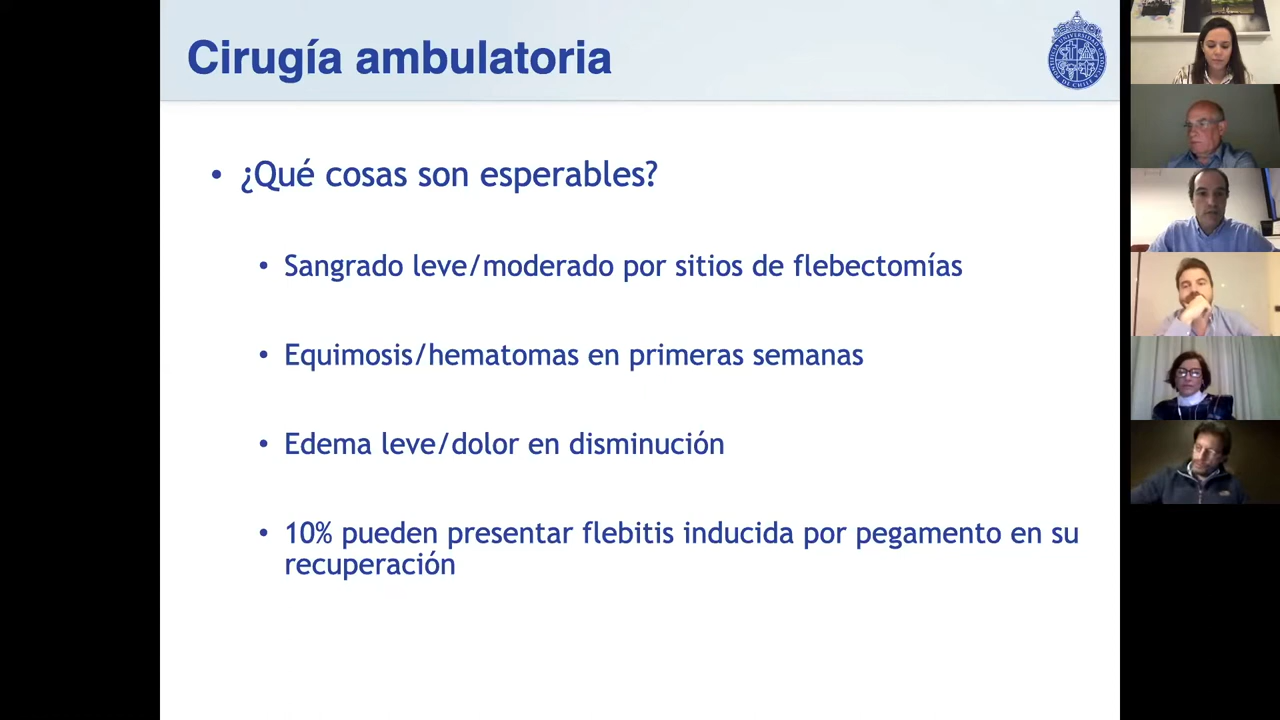 Cirugía ambulatoria
• ¿Qué cosas son esperables?
• Sangrado leve/moderado por sitios de flebectomías
• Equimosis/hematomas en primeras semanas
• Edema leve/dolor en disminución
• 10% pueden presentar flebitis inducida por pegamento en su
recuperación